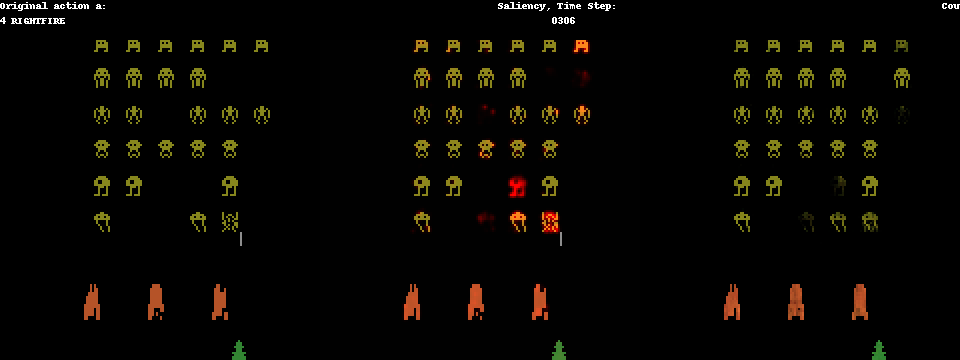 Original action a:
4 RIGHTFIRE
Saliency, Time Step:
0306
Cou